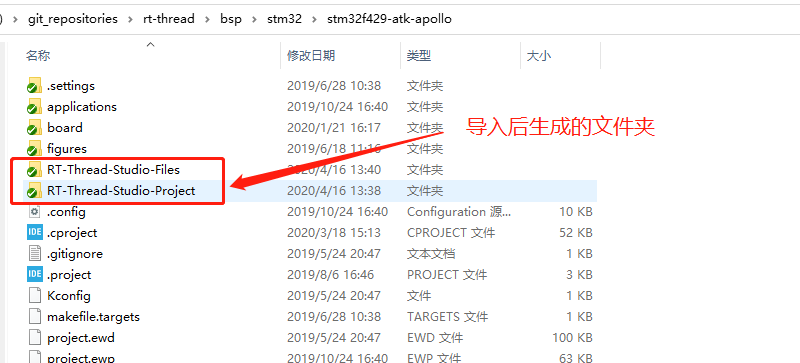 ) › git_repositories › rt-thread › bsp › stm32 › stm32f429-atk-apollo
名称 修改日期 类型 大小
.settings 2019/6/28 10:38 文件夹
applications 2019/10/24 16:40 文件夹
board 2020/1/21 16:17 文件夹
figures 2019/6/18 11:16 文件夹
RT-Thread-Studio-Files 2020/4/16 13:40 文件夹
RT-Thread-Studio-Project 2020/4/16 13:38 文件夹
导入后生成的文件夹
.config 2019/10/24 16:40 Configuration 源... 10 KB
IDE .cproject 2020/3/18 15:13 CPROJECT 文件 52 KB
.gitignore 2019/5/24 20:47 文本文档 1 KB
IDE .project 2019/8/6 16:46 PROJECT 文件 3 KB
Kconfig 2019/5/24 20:47 文件 1 KB
makefile.targets 2019/6/28 10:38 TARGETS 文件 1 KB
project.ewd 2019/5/24 20:47 EWD 文件 100 KB
project.ewp 2019/10/24 16:40 EWP 文件 63 KB